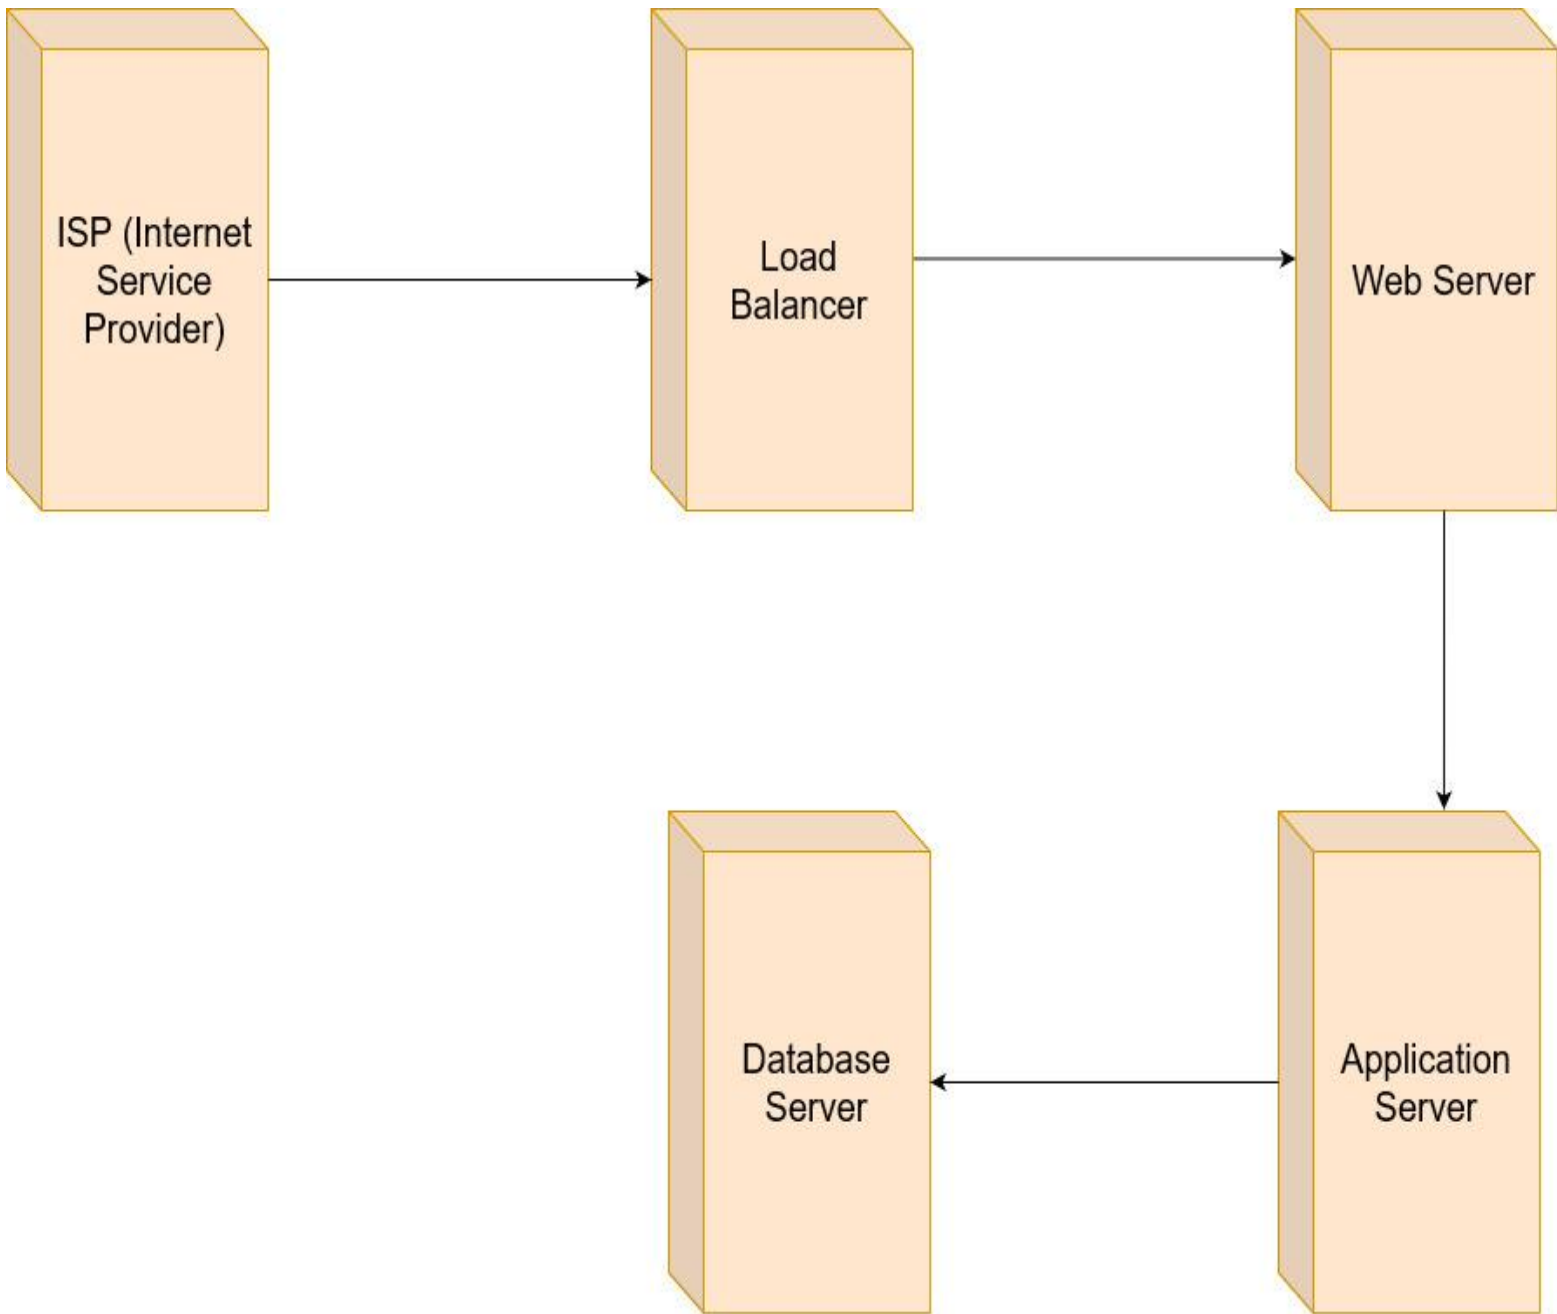 ISP (Internet
Service
Provider)
Load
Balancer
Web Server
Database
Server
Application
Server